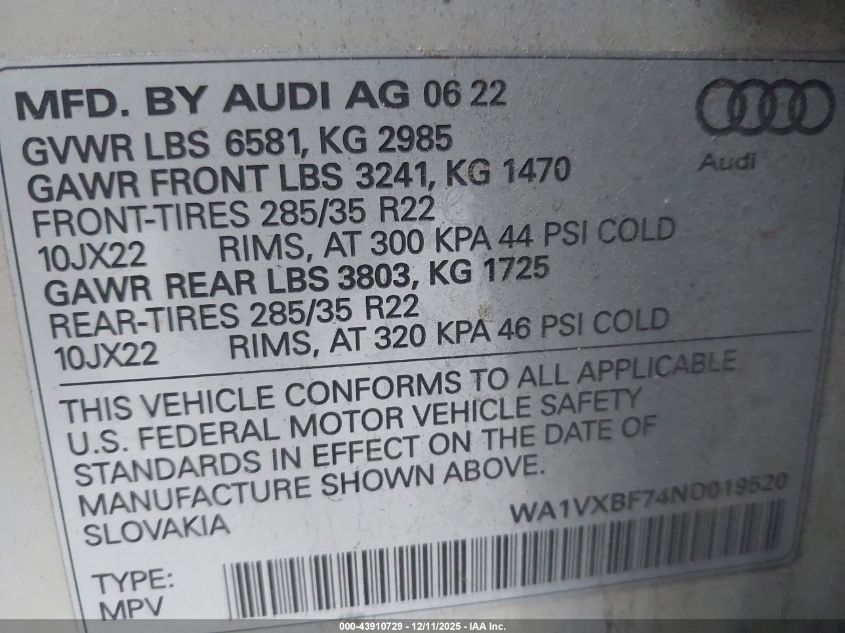 MFD. BY AUDI AG 06 22
GVWR LBS 6581, KG 2985
GAWR FRONT LBS 3241, KG 1470
FRONT-TIRES 285/35 R22
10JX22 RIMS, AT 300 KPA 44 PSI COLD
GAWR REAR LBS 3803, KG 1725
REAR-TIRES 285/35 R22
10JX22 RIMS, AT 320 KPA 46 PSI COLD
Audi
THIS VEHICLE CONFORMS TO ALL APPLICABLE
U.S. FEDERAL MOTOR VEHICLE SAFETY
STANDARDS IN EFFECT ON THE DATE OF
MANUFACTURE SHOWN ABOVE.
SLOVAKIA
WA1VXBF74ND019520
TYPE:
MPV
000-43910729 - 12/11/2025 - IAA Inc.